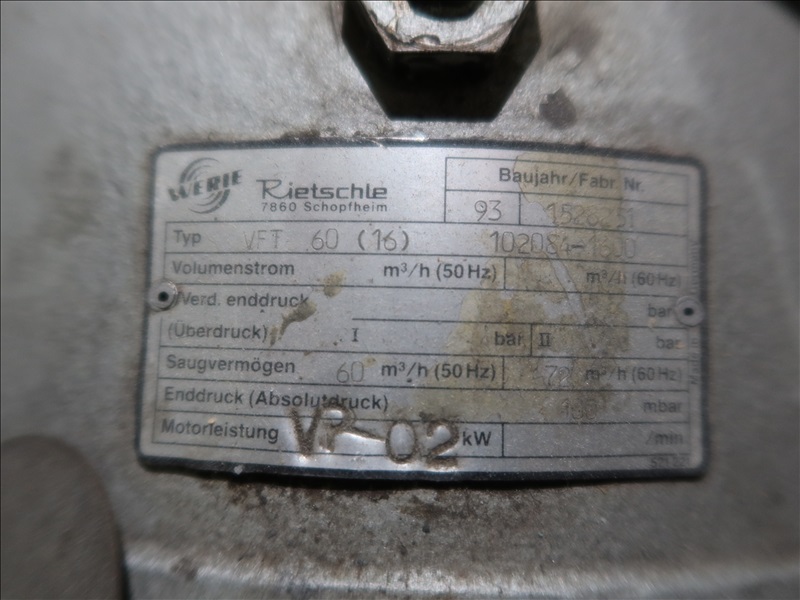 WERIE Rietschle
7860 Schopfheim
Baujahr/Fabr. Nr.
93
Typ VFT 60 (16)
Volumenstrom m³/h (50Hz) m³/h (60Hz)
Verd. enddruck bar
(Überdruck) I bar II bar
Saugvermögen 60 m³/h (50Hz) 72 m³/h (60Hz)
Enddruck (Absolutdruck) mbar
Motorleistung VP-02 kW /min